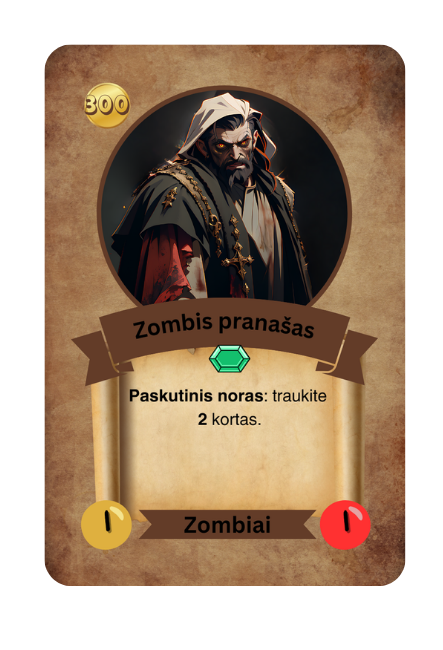 300
Zombis pranašas
Paskutinis noras: traukite
2 kortas.
1 Zombiai 1